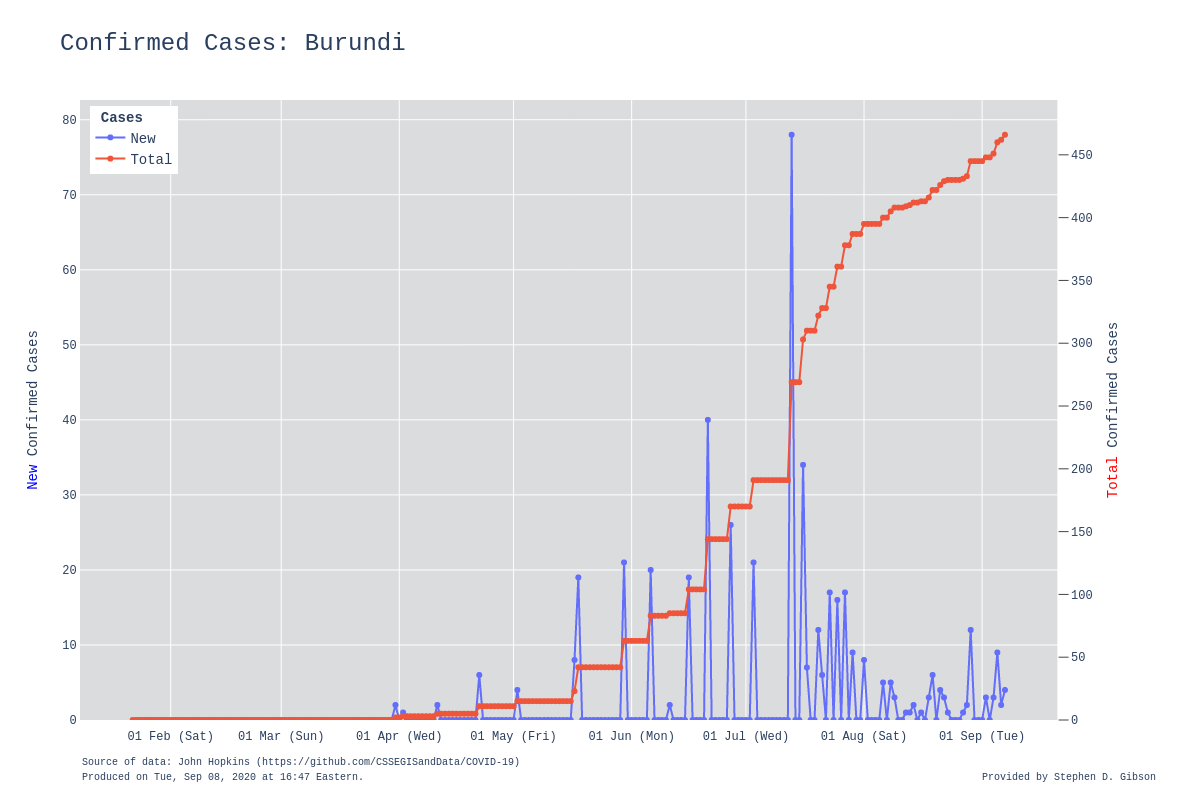 Confirmed Cases: Burundi
Cases
New
Total
80
70
60
50
40
30
20
10
0
New Confirmed Cases
450
400
350
300
250
200
150
100
50
0
Total Confirmed Cases
01 Feb (Sat) 01 Mar (Sun) 01 Apr (Wed) 01 May (Fri) 01 Jun (Mon) 01 Jul (Wed) 01 Aug (Sat) 01 Sep (Tue)
Source of data: John Hopkins (https://github.com/CSSEGISandData/COVID-19)
Produced on Tue, Sep 08, 2020 at 16:47 Eastern.
Provided by Stephen D. Gibson